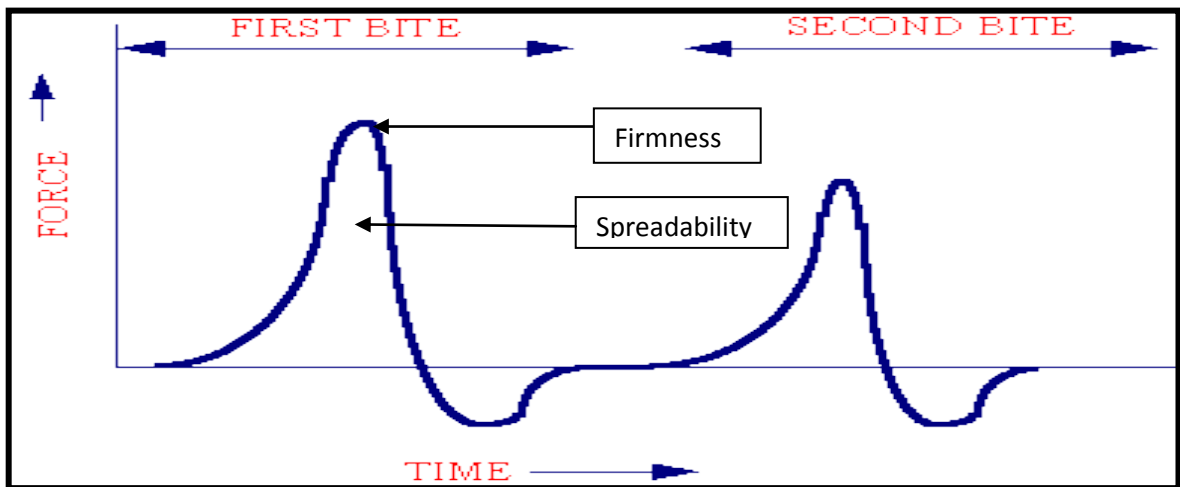 FIRST BITE
SECOND BITE
Firmness
Spreadability
FORCE
TIME